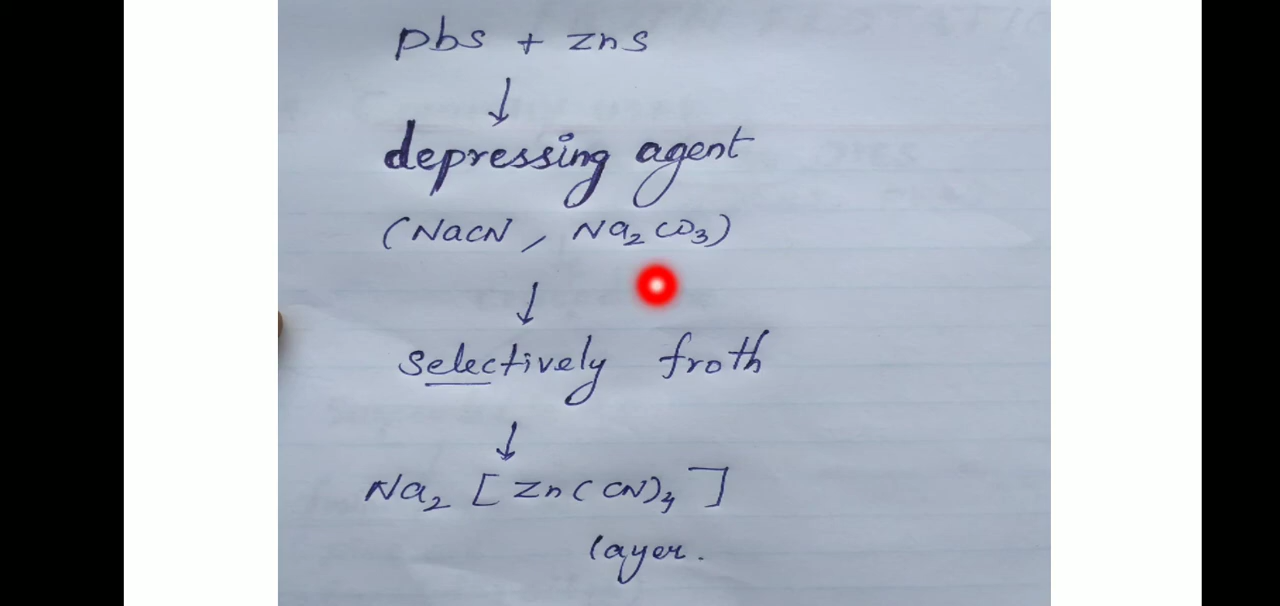 pbs + zns
↓
depressing agent
(NaCN, Na₂CO₃)
↓
selectively froth
↓
Na₂ [Zn(CN)₄]
layer.